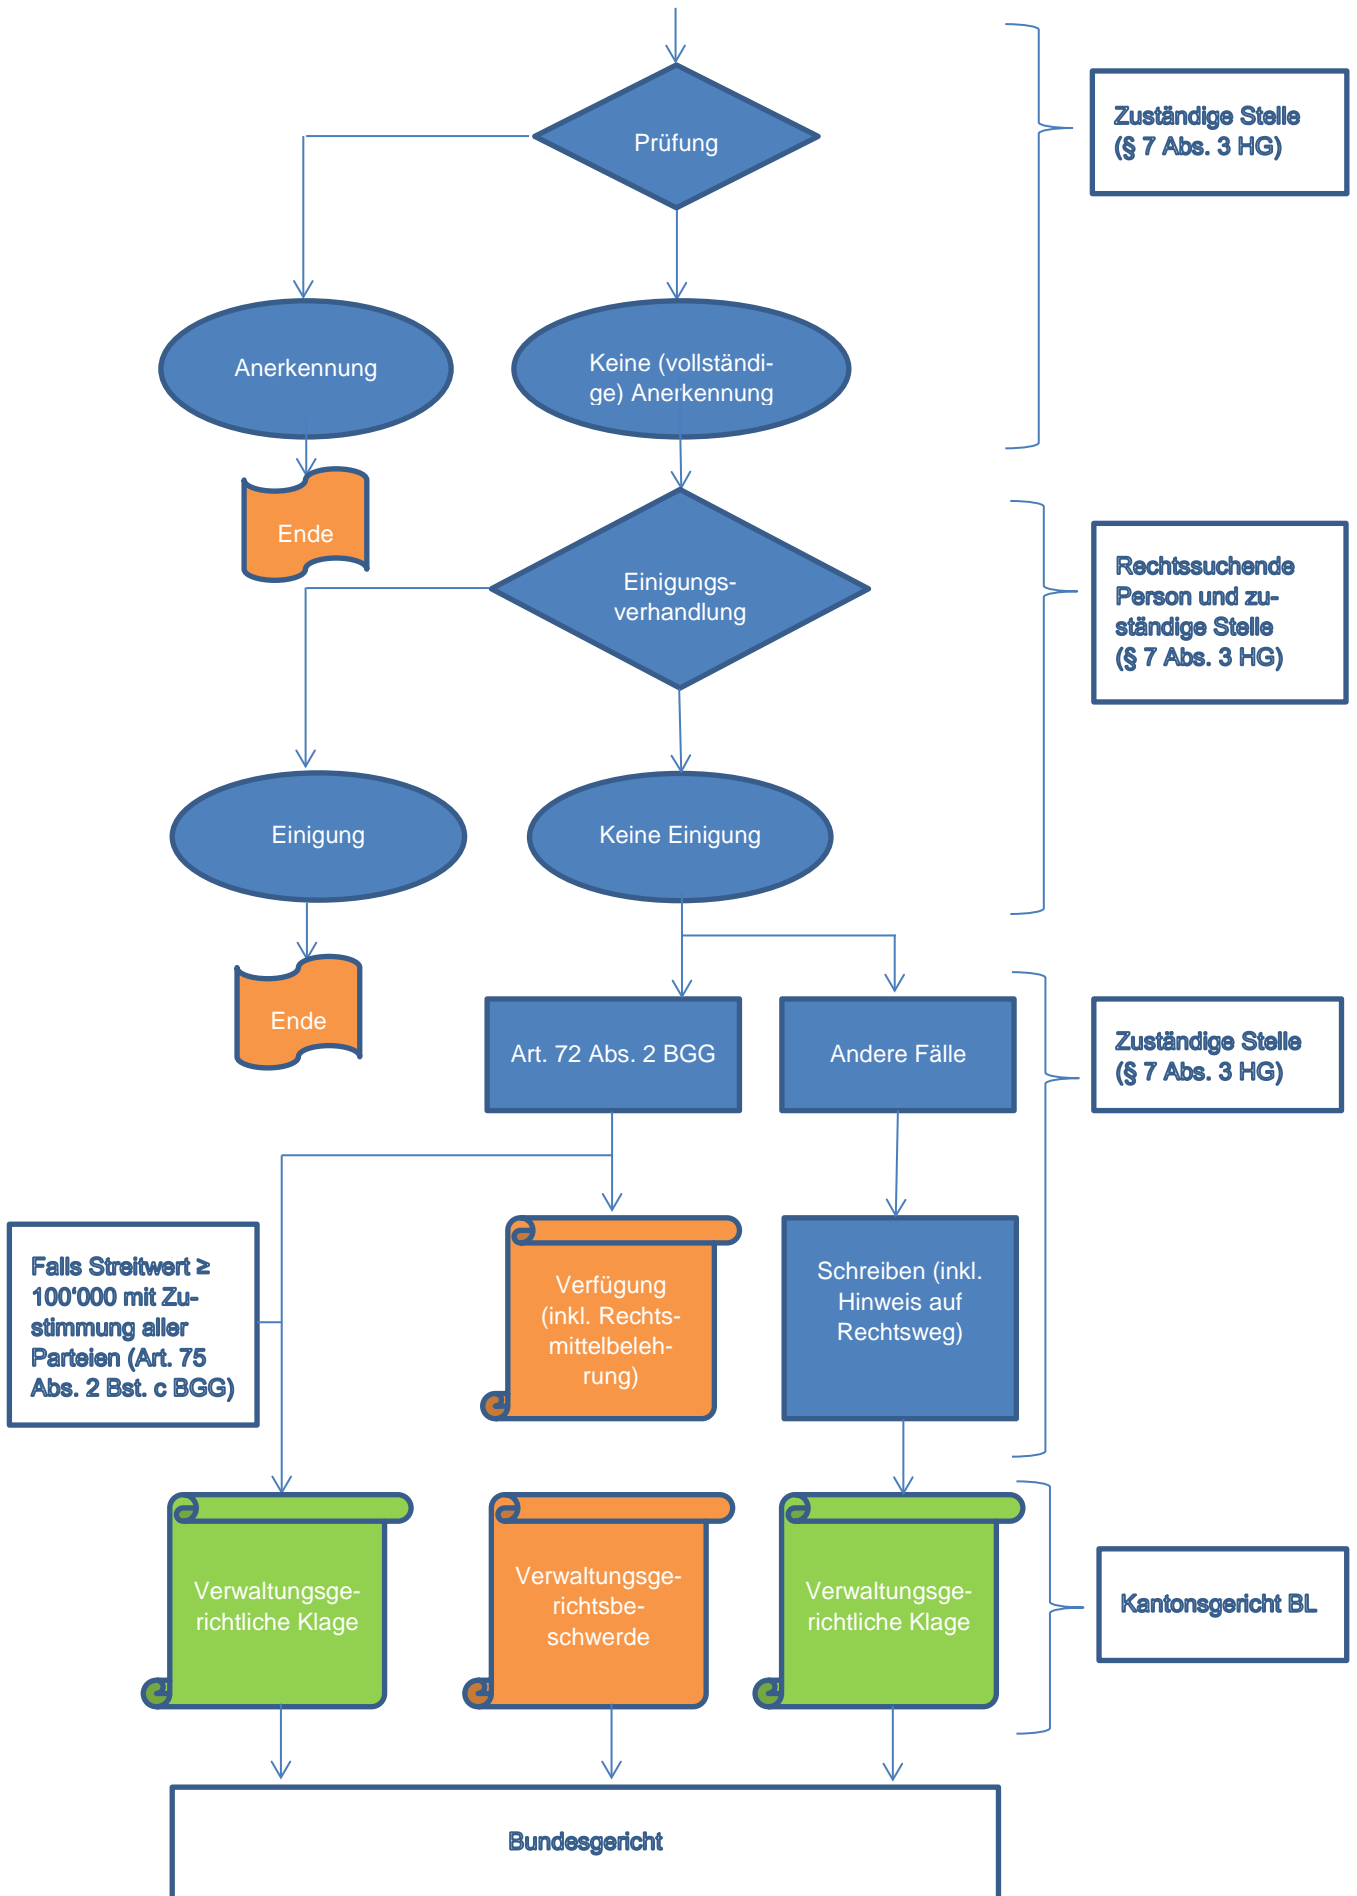 Prüfung
Zuständige Stelle
(§ 7 Abs. 3 HG)
Anerkennung
Keine (vollständi-
ge) Anerkennung
Ende
Einigungs-
verhandlung
Rechtssuchende
Person und zu-
ständige Stelle
(§ 7 Abs. 3 HG)
Einigung
Keine Einigung
Ende
Art. 72 Abs. 2 BGG
Andere Fälle
Zuständige Stelle
(§ 7 Abs. 3 HG)
Falls Streitwert ≥
100‘000 mit Zu-
stimmung aller
Parteien (Art. 75
Abs. 2 Bst. c BGG)
Verfügung
(inkl. Rechts-
mittelbeleh-
rung)
Schreiben (inkl.
Hinweis auf
Rechtsweg)
Verwaltungsge-
richtliche Klage
Verwaltungsge-
richtsbe-
schwerde
Verwaltungsge-
richtliche Klage
Kantonsgericht BL
Bundesgericht